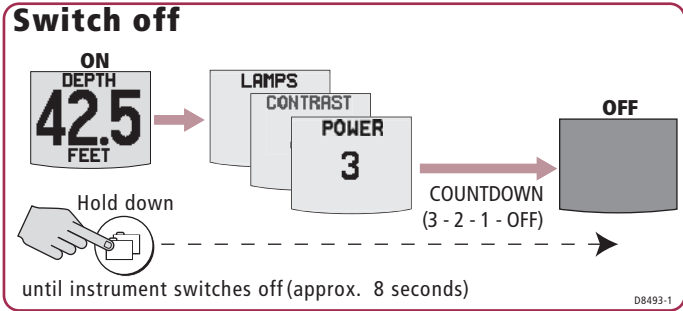 Switch off
ON
DEPTH
42.5
FEET
LAMPS
CONTRAST
POWER
3
OFF
COUNTDOWN
(3 - 2 - 1 - OFF)
Hold down
until instrument switches off (approx. 8 seconds)
D8493-1